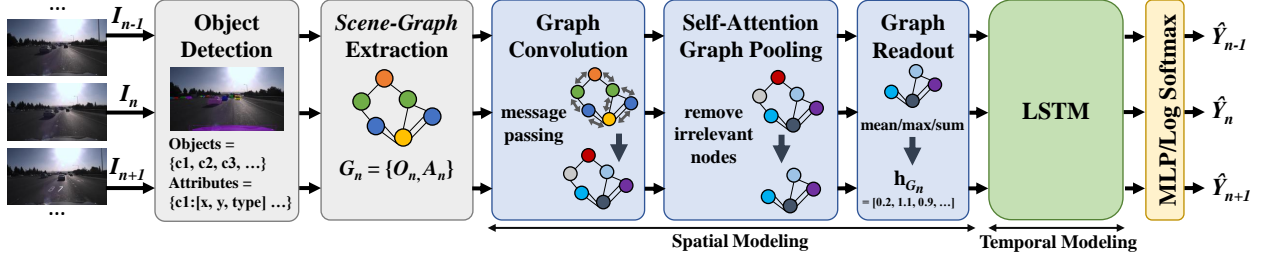 ...
I_{n-1}
I_n
I_{n+1}
...
Object
Detection
Objects =
{c1, c2, c3, …}
Attributes =
{c1:[x, y, type] …}
Scene-Graph
Extraction
G_n = {O_n, A_n}
Graph
Convolution
message
passing
Self-Attention
Graph Pooling
remove
irrelevant
nodes
Graph
Readout
mean/max/sum
h_{G_n}
= [0.2, 1.1, 0.9, …]
Spatial Modeling
LSTM
Temporal Modeling
MLP/Log Softmax
Ŷ_{n-1}
Ŷ_n
Ŷ_{n+1}